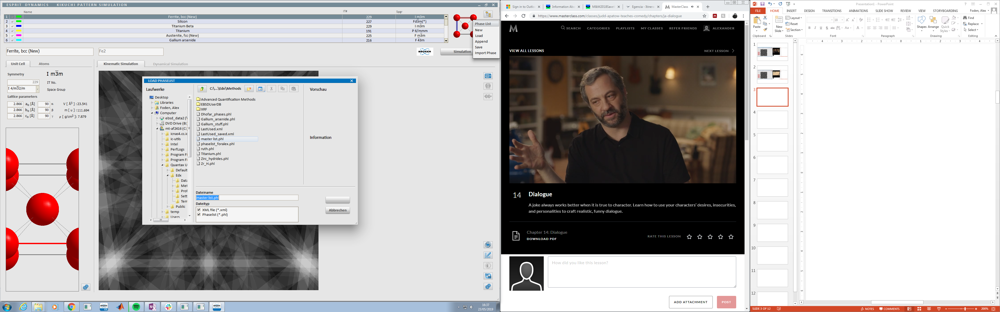 ESPRIT DYNAMICS KIKUCHI PATTERN SIMULATION
Name IT# Spgr
1 Ferrite, bcc (New) 229 I m3m
2 Silicon 227 Fd3m(*)
3 Titanium Beta 229 I m3m
4 Titanium 191 P 6/mmm
5 Austenite, fcc (New) 225 F m3m
6 Gallium arsenide 216 F 43m
Phase List
New
Load
Append
Save
Import Phase
Ferrite, bcc (New) Fe2
BRUKER
Simulation
Unit Cell Atoms
Kinematic Simulation Dynamical Simulation
Symmetry I m3m
229 IT No.
I 4/m32/m Space Group
Lattice parameters
2.866 a₀ [Å] 90 α V [ Å³ ] :23.541
2.866 b₀ [Å] 90 β m [ u ] :111.694
2.866 c₀ [Å] 90 γ ρ [ g/cm³ ]: 7.879
LOAD PHASELIST
Laufwerke
C:\...\Edx\Methods
Vorschau
Information
Desktop
Libraries
Foden, Alex
Computer
ebsd_data2 (\
DVD Drive (B:
mt-af2416 (C:
icnas4.cc.ic
ic-utils
Intel
PerfLogs
Program Fi
Program Fi
Quantax U
Default
Edx
Data
Met
Prof
Sett
Tem
Public
temp
Users
Advanced Quantification Methods
EBSDUserDB
XRF
Dhofar_phases.phl
Gallium_arsenide.phl
Gallium_stuff.phl
LastUsed.xml
LastUsed_saved.xml
master list.phl
phaselist_foralex.phl
ruth.phl
Titanium.phl
Zirc_hydrides.phl
Zr_H.phl
Dateiname
master list.phl
Dateityp
XML file (*.xml)
Phaselist (*.phl)
Abbrechen
16:37
23/05/2019
Sign in to Outlo
Information Abo
M&M2018SaveS
Egencia - Itinera
MasterClass
https://www.masterclass.com/classes/judd-apatow-teaches-comedy/chapters/ja-dialogue
SEARCH CATEGORIES PLAYLISTS MY CLASSES REFER FRIENDS ALEXANDER
VIEW ALL LESSONS NEXT LESSON
14 Dialogue
A joke always works better when it is true to character. Learn how to use your characters' desires, insecurities,
and personalities to craft realistic, funny dialogue.
Chapter 14: Dialogue
DOWNLOAD PDF
RATE THIS LESSON
How did you like this lesson?
ADD ATTACHMENT POST
Presentation1 - PowerPoint
FILE HOME INSERT DESIGN TRANSITIONS ANIMATIONS SLIDE SHOW REVIEW VIEW STORYBOARDING Foden, Alex
Paste
New
Slide
Layout
Reset
Section
18
Shapes Arrange Quick
Styles
Find
Replace
Select
Clipboard Slides Font Paragraph Drawing Editing
4 3 2 1 0 1 2 3 4
1
2
3
4
5
6
7
8
9
10
11
12
SLIDE 3 OF 12 NOTES COMMENTS 200%